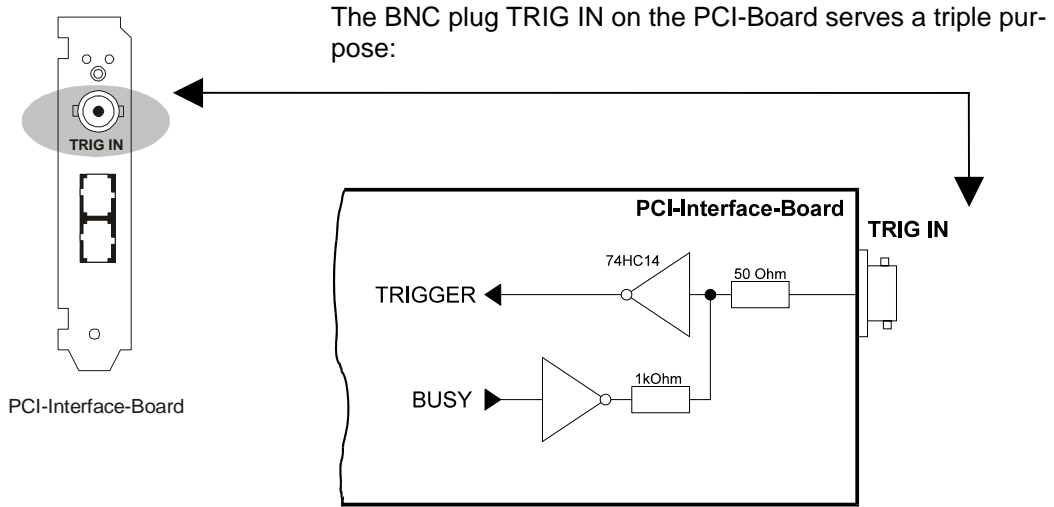 The BNC plug TRIG IN on the PCI-Board serves a triple pur-
pose:
TRIG IN
PCI-Interface-Board
PCI-Interface-Board
TRIG IN
74HC14
50 Ohm
TRIGGER
1kOhm
BUSY